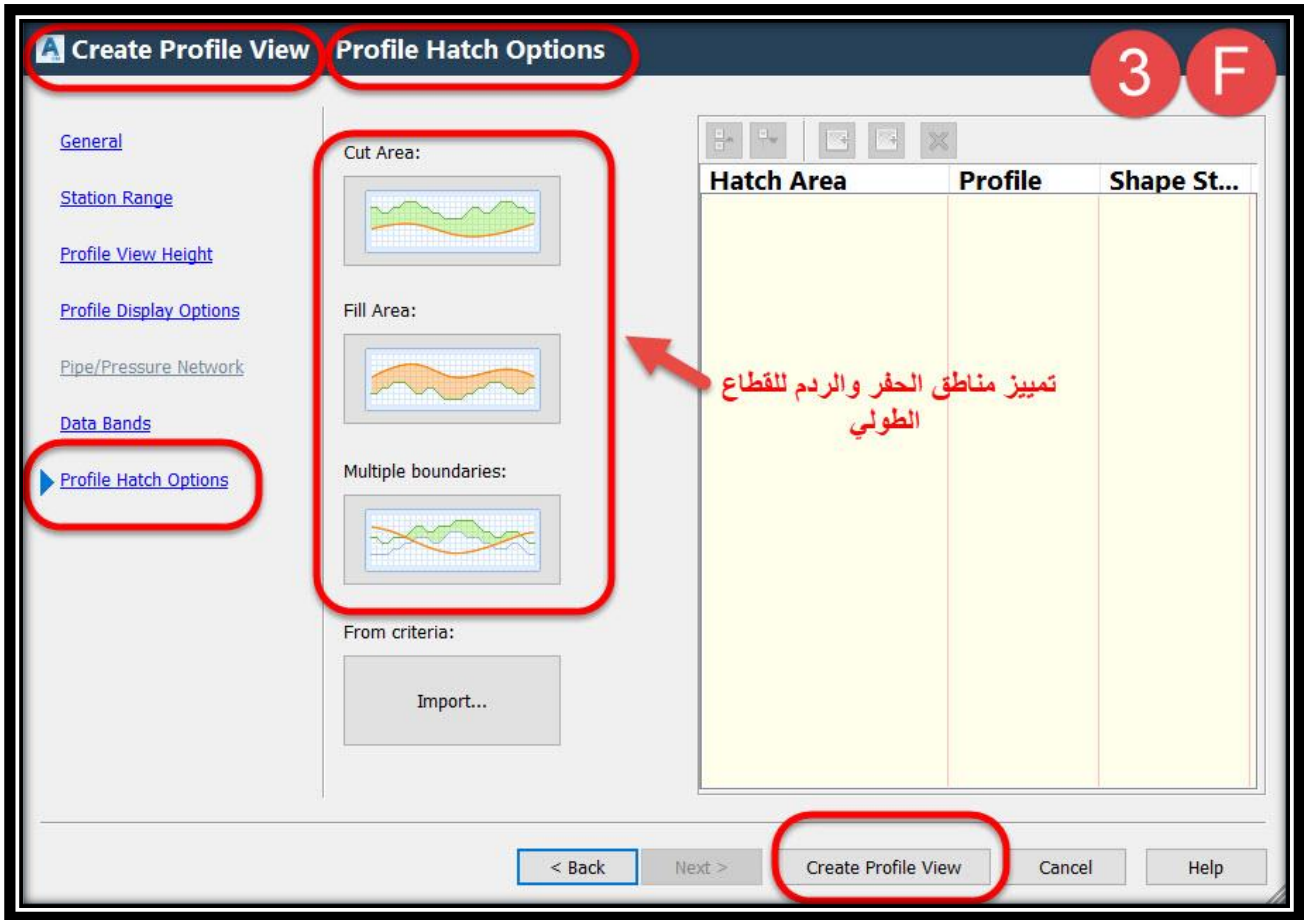 Create Profile View Profile Hatch Options
3 F
General
Station Range
Profile View Height
Profile Display Options
Pipe/Pressure Network
Data Bands
Profile Hatch Options
Cut Area:
Fill Area:
Multiple boundaries:
From criteria:
Import...
Hatch Area Profile Shape St...
تمييز مناطق الحفر والردم للقطاع
الطولي
< Back Next > Create Profile View Cancel Help